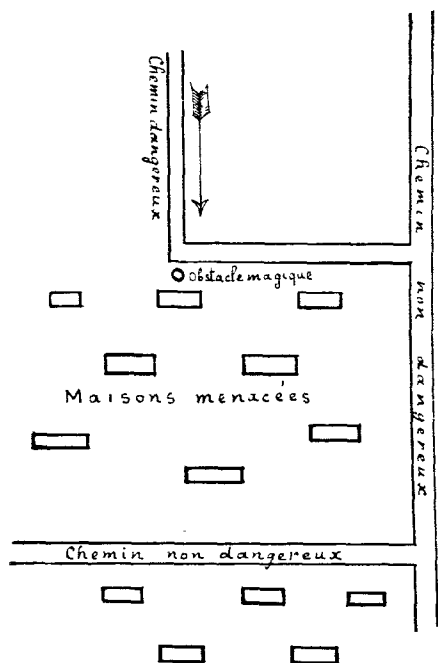 Chemin dangereux
Chemin non dangereux
Obstacle magique
Maisons menacées
Chemin non dangereux